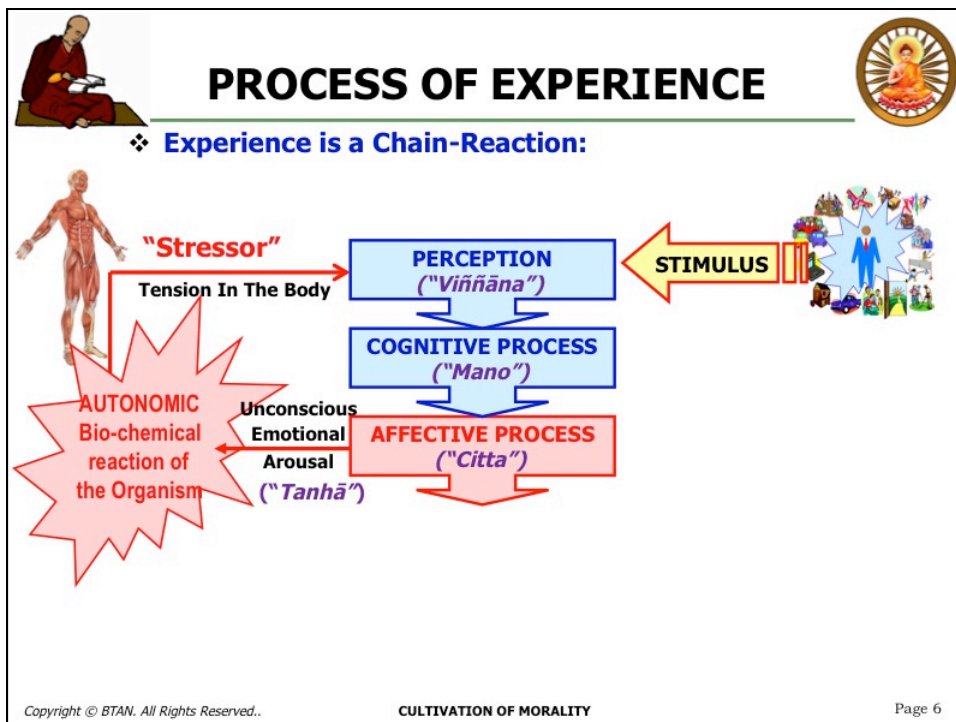 PROCESS OF EXPERIENCE
❖ Experience is a Chain-Reaction:
“Stressor”
Tension In The Body
PERCEPTION
(“Viññāna”)
STIMULUS
COGNITIVE PROCESS
(“Mano”)
AUTONOMIC
Bio-chemical
reaction of
the Organism
Unconscious
Emotional
Arousal
(“Tanhā”)
AFFECTIVE PROCESS
(“Citta”)
Copyright © BTAN. All Rights Reserved..
CULTIVATION OF MORALITY
Page 6